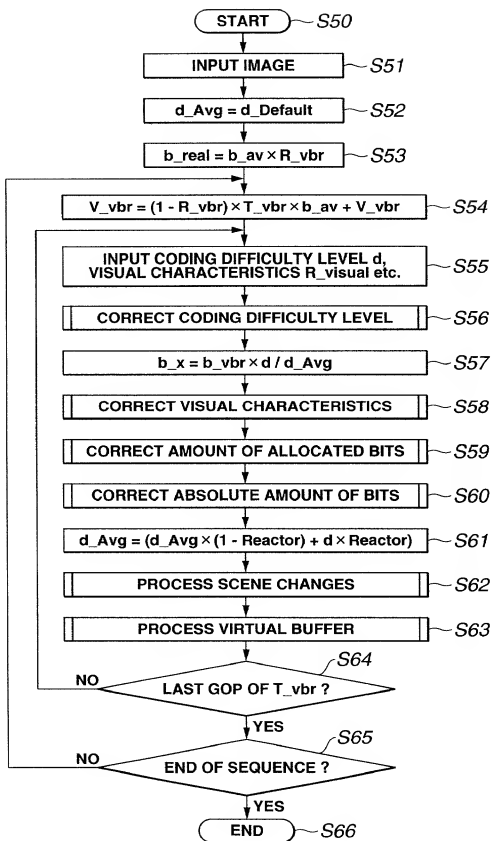 START S50
INPUT IMAGE S51
d_Avg = d_Default S52
b_real = b_av × R_vbr S53
V_vbr = (1 - R_vbr) × T_vbr × b_av + V_vbr S54
INPUT CODING DIFFICULTY LEVEL d,
VISUAL CHARACTERISTICS R_visual etc. S55
CORRECT CODING DIFFICULTY LEVEL S56
b_x = b_vbr × d / d_Avg S57
CORRECT VISUAL CHARACTERISTICS S58
CORRECT AMOUNT OF ALLOCATED BITS S59
CORRECT ABSOLUTE AMOUNT OF BITS S60
d_Avg = (d_Avg × (1 - Reactor) + d × Reactor) S61
PROCESS SCENE CHANGES S62
PROCESS VIRTUAL BUFFER S63
S64
NO LAST GOP OF T_vbr ?
YES
S65
NO END OF SEQUENCE ?
YES
END S66